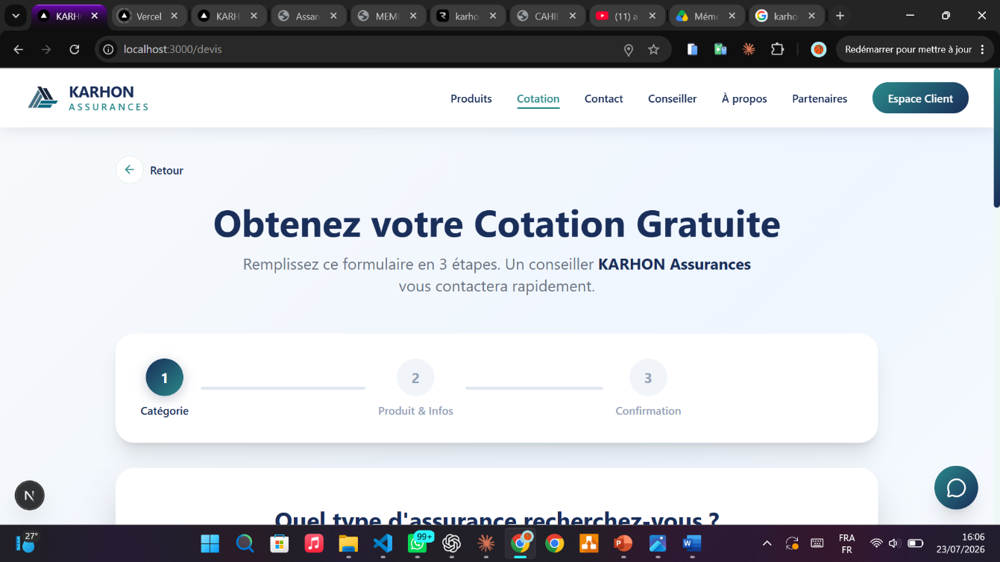 KARH
Vercel
KARH
Assan
MEM
karho
CAHI
(11) a
Mém
karho
localhost:3000/devis
Redémarrer pour mettre à jour
KARHON
ASSURANCES
Produits
Cotation
Contact
Conseiller
À propos
Partenaires
Espace Client
Retour
Obtenez votre Cotation Gratuite
Remplissez ce formulaire en 3 étapes. Un conseiller KARHON Assurances
vous contactera rapidement.
1
2
3
Catégorie
Produit & Infos
Confirmation
Quel type d'assurance recherchez-vous ?
N
27°
99+
FRA
FR
16:06
23/07/2026